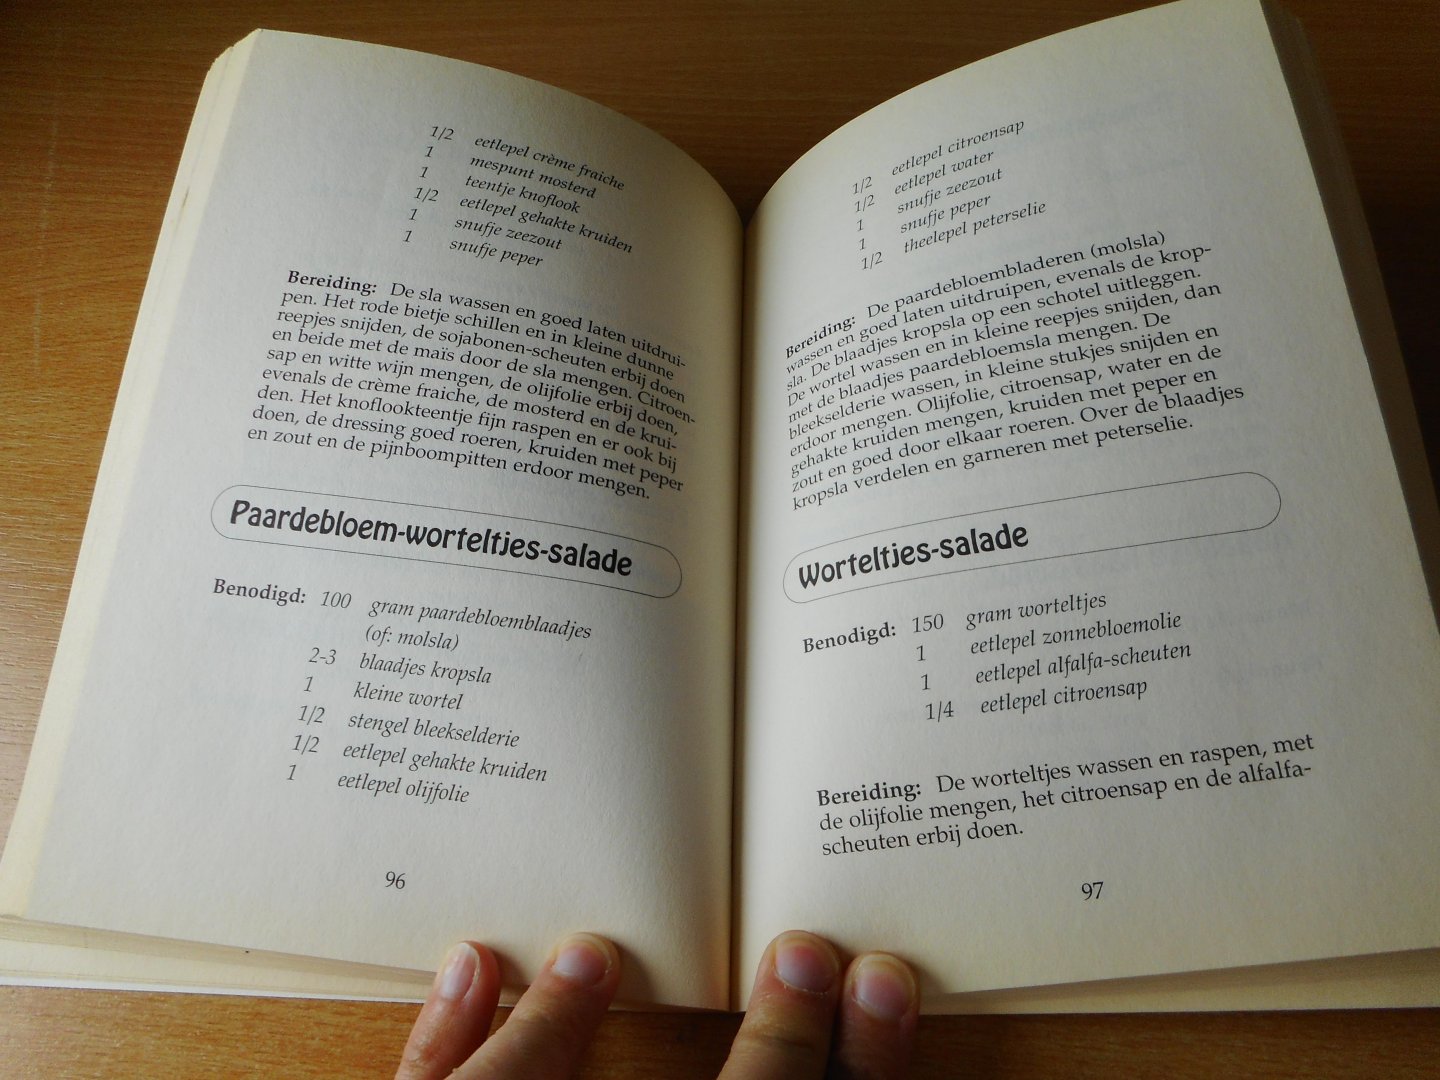 1/2 eetlepel crème fraiche
1 mespunt mosterd
1 teentje knoflook
1/2 eetlepel gehakte kruiden
1 snufje zeezout
1 snufje peper
Bereiding: De sla wassen en goed laten uitdrui-
pen. Het rode bietje schillen en in kleine dunne
reepjes snijden, de sojabonen-scheuten erbij doen
en beide met de maïs door de sla mengen. Citroen-
sap en witte wijn mengen, de olijfolie erbij doen,
evenals de crème fraiche, de mosterd en de krui-
den. Het knoflookteentje fijn raspen en er ook bij
doen, de dressing goed roeren, kruiden met peper
en zout en de pijnboompitten erdoor mengen.
Paardebloem-worteltjes-salade
Benodigd: 100 gram paardebloemblaadjes
(of: molsla)
2-3 blaadjes kropsla
1 kleine wortel
1/2 stengel bleekselderie
1/2 eetlepel gehakte kruiden
1 eetlepel olijfolie
96
1/2 eetlepel citroensap
1/2 eetlepel water
1 snufje zeezout
1 snufje peper
1/2 theelepel peterselie
Bereiding: De paardebloembladeren (molsla)
wassen en goed laten uitdruipen, evenals de krop-
sla. De blaadjes kropsla op een schotel uitleggen.
De wortel wassen en in kleine reepjes snijden, dan
met de blaadjes paardebloemsla mengen. De
bleekselderie wassen, in kleine stukjes snijden en
erdoor mengen. Olijfolie, citroensap, water en de
gehakte kruiden mengen, kruiden met peper en
zout en goed door elkaar roeren. Over de blaadjes
kropsla verdelen en garneren met peterselie.
Worteltjes-salade
Benodigd: 150 gram worteltjes
1 eetlepel zonnebloemolie
1 eetlepel alfalfa-scheuten
1/4 eetlepel citroensap
Bereiding: De worteltjes wassen en raspen, met
de olijfolie mengen, het citroensap en de alfalfa-
scheuten erbij doen.
97